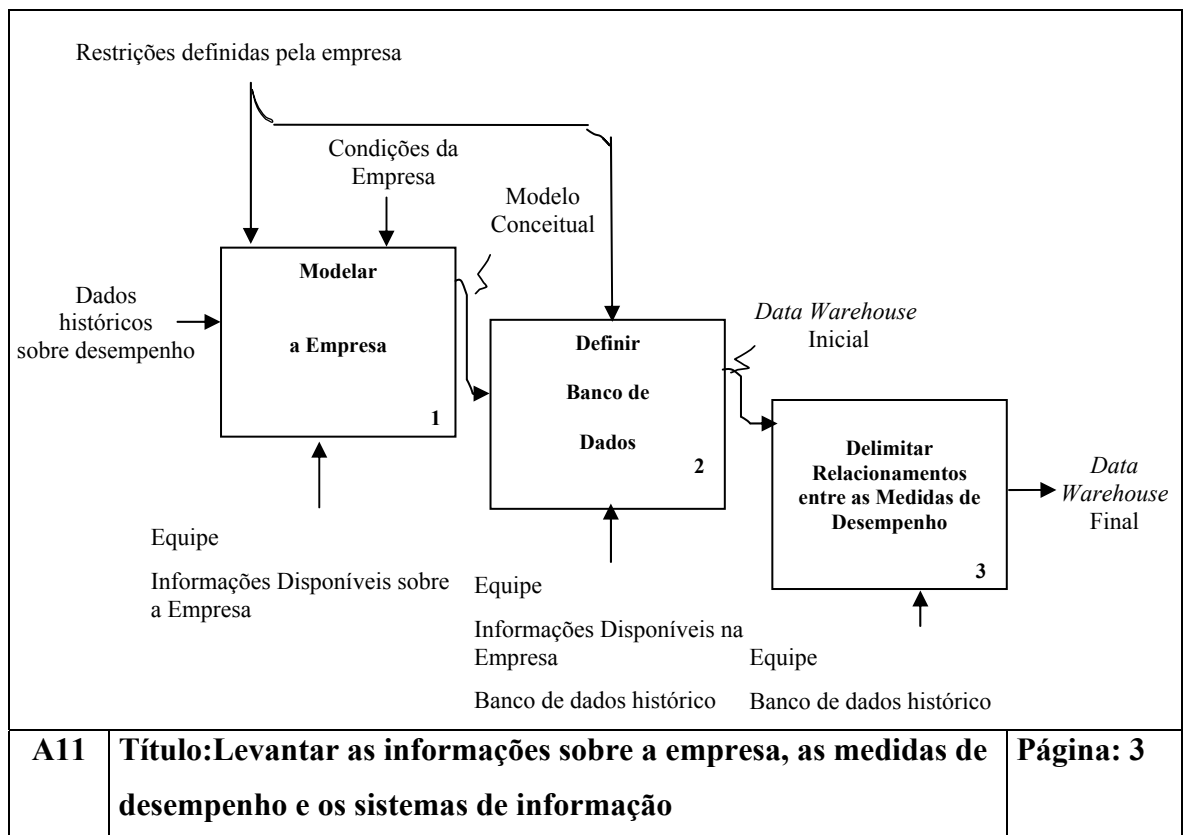 Restrições definidas pela empresa
Condições da
Empresa
Modelo
Conceitual
Dados
históricos
sobre desempenho
Modelar
a Empresa
1
Data Warehouse
Inicial
Definir
Banco de
Dados
2
Delimitar
Relacionamentos
entre as Medidas de
Desempenho
3
Data
Warehouse
Final
Equipe
Informações Disponíveis sobre
a Empresa
Equipe
Informações Disponíveis na
Empresa
Banco de dados histórico
Equipe
Banco de dados histórico
A11
Título:Levantar as informações sobre a empresa, as medidas de
desempenho e os sistemas de informação
Página: 3